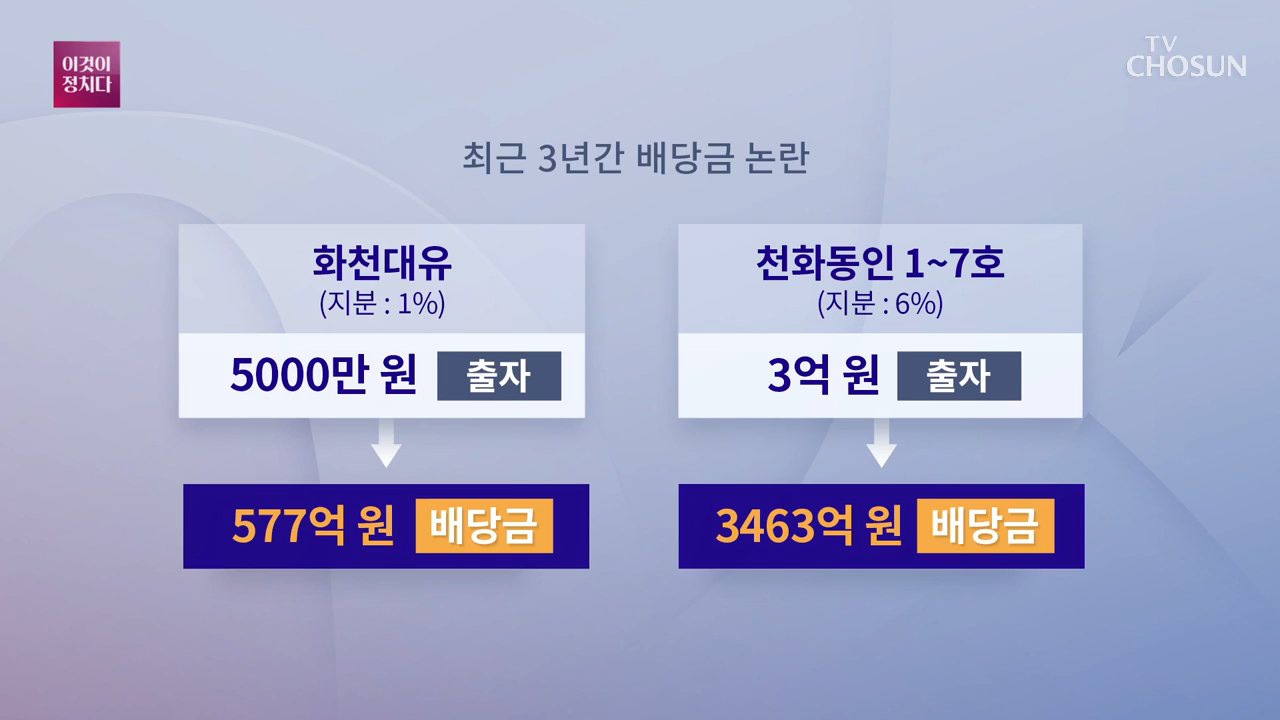 이것이
정치다
TV
CHOSUN
최근 3년간 배당금 논란
화천대유
(지분 : 1%)
5000만 원 출자
577억 원 배당금
천화동인 1~7호
(지분 : 6%)
3억 원 출자
3463억 원 배당금